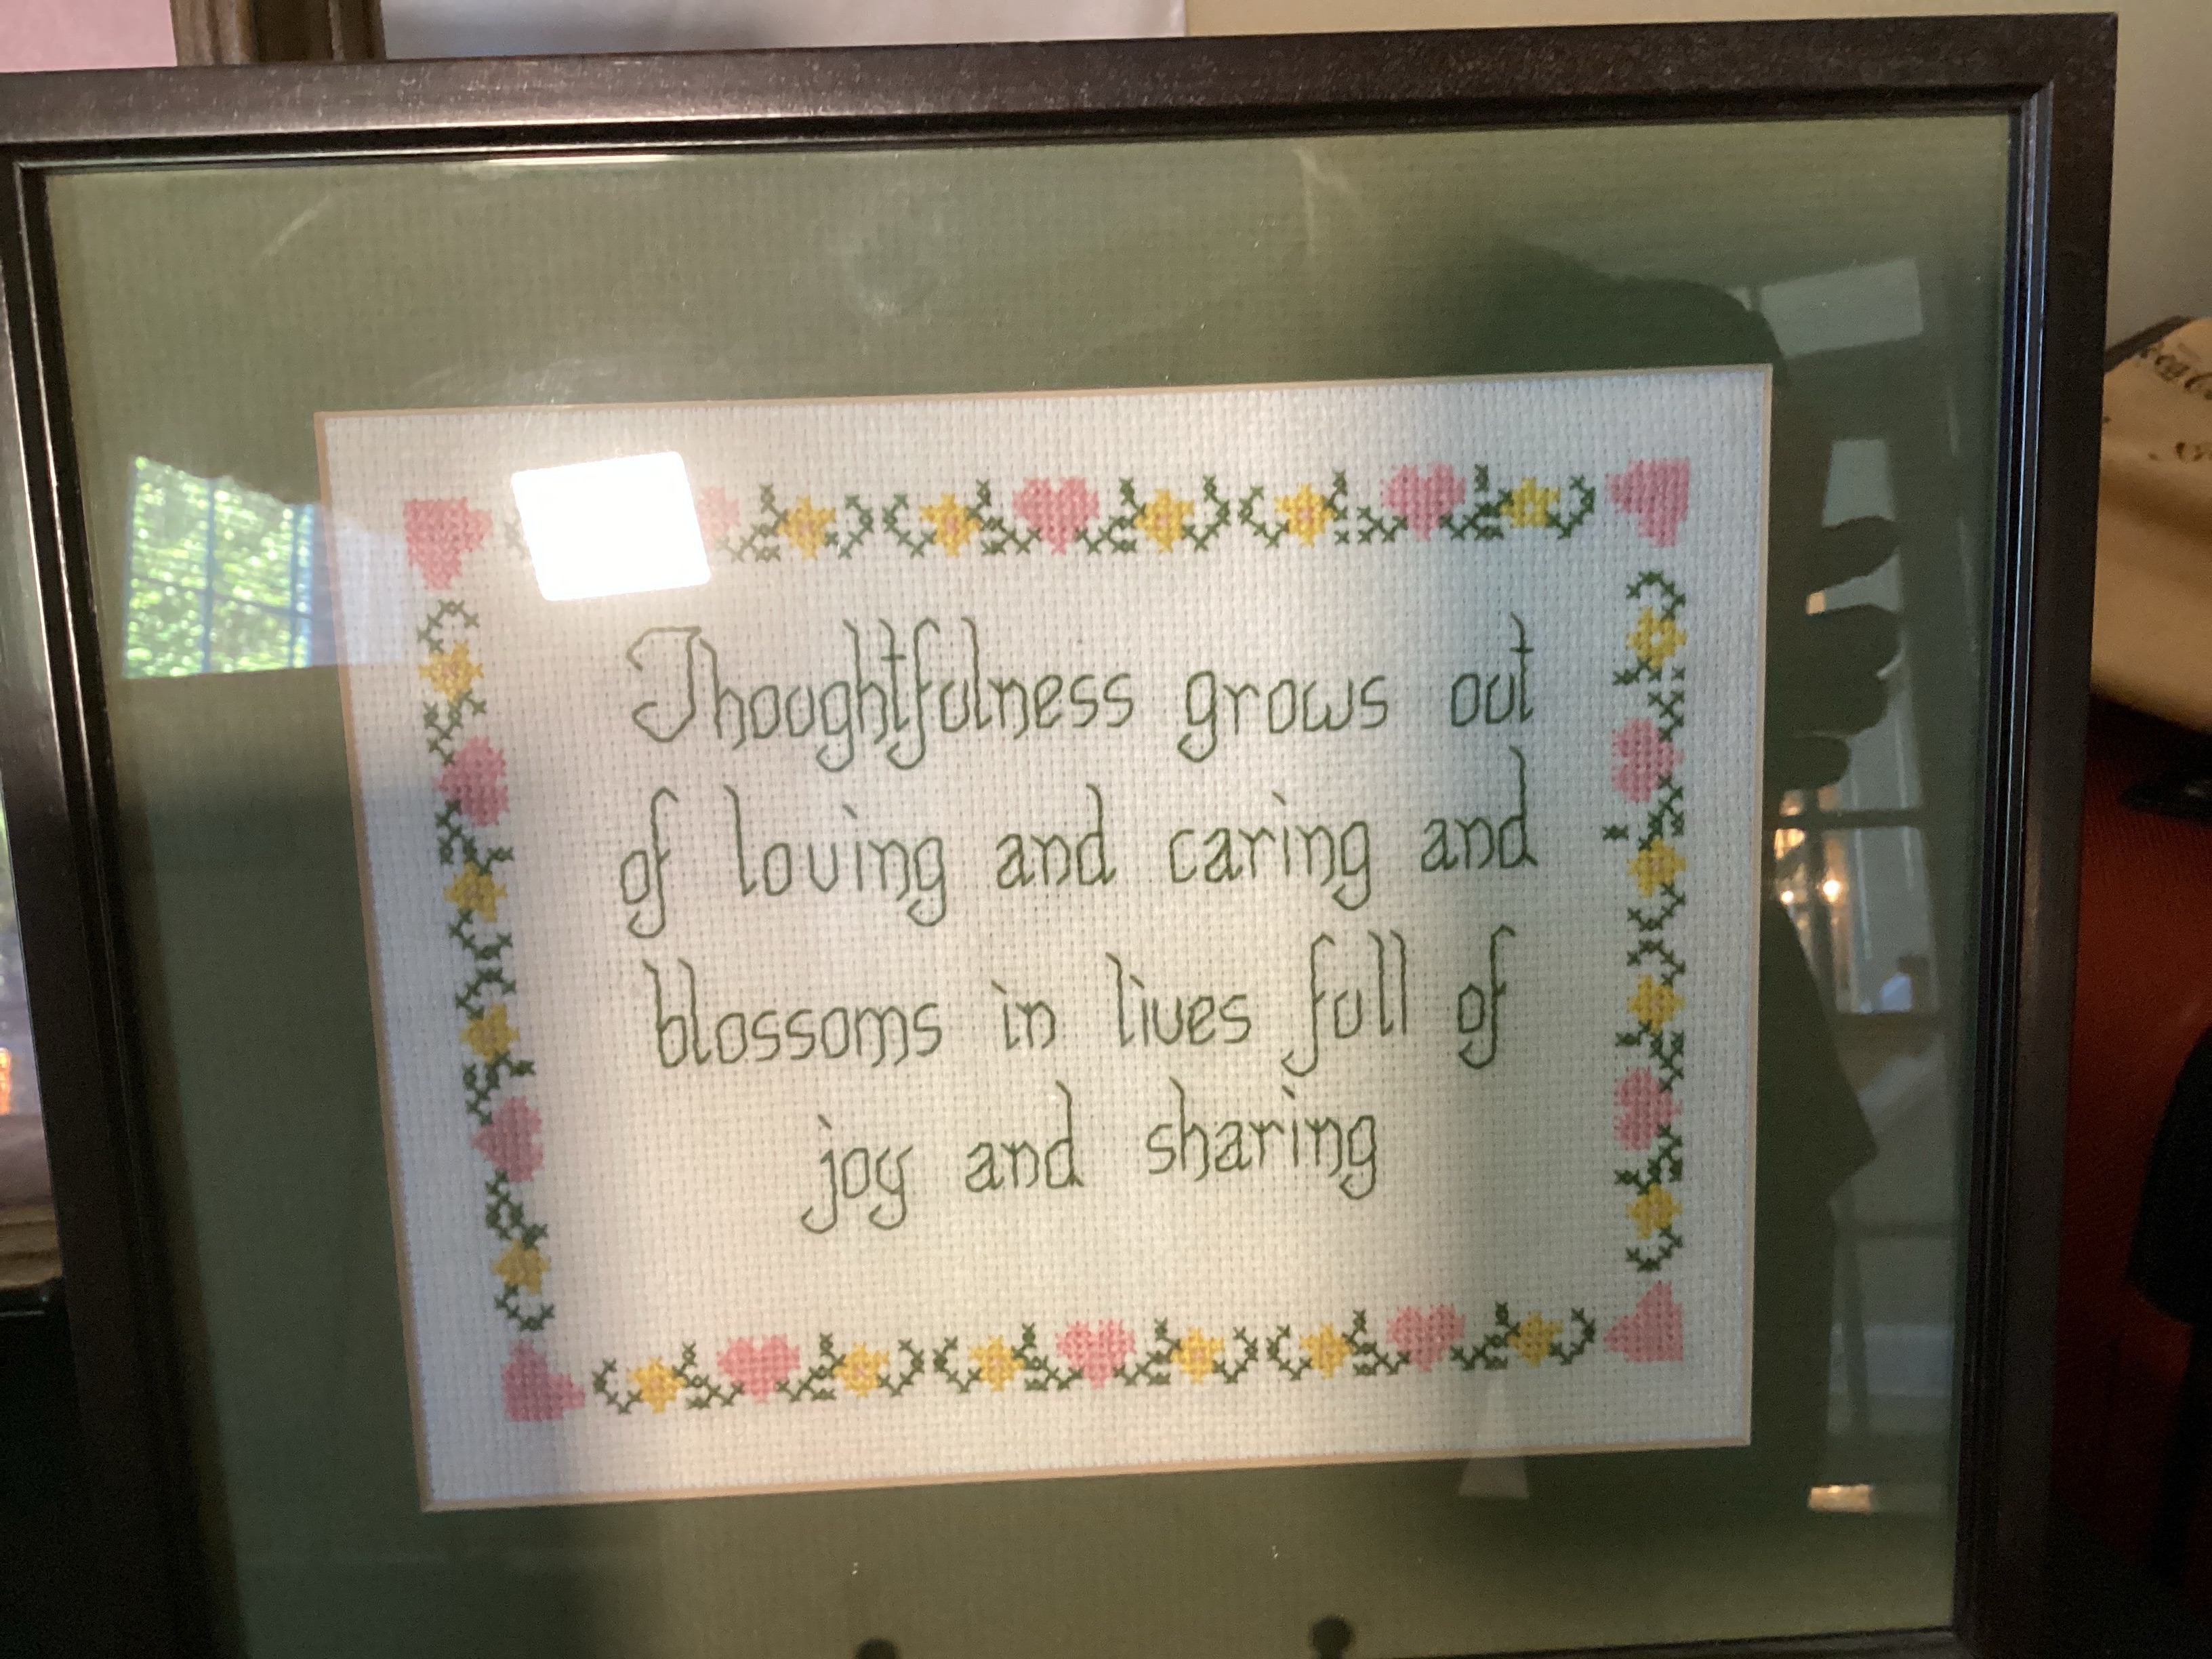 Thoughtfulness grows out
of loving and caring and
blossoms in lives full of
joy and sharing